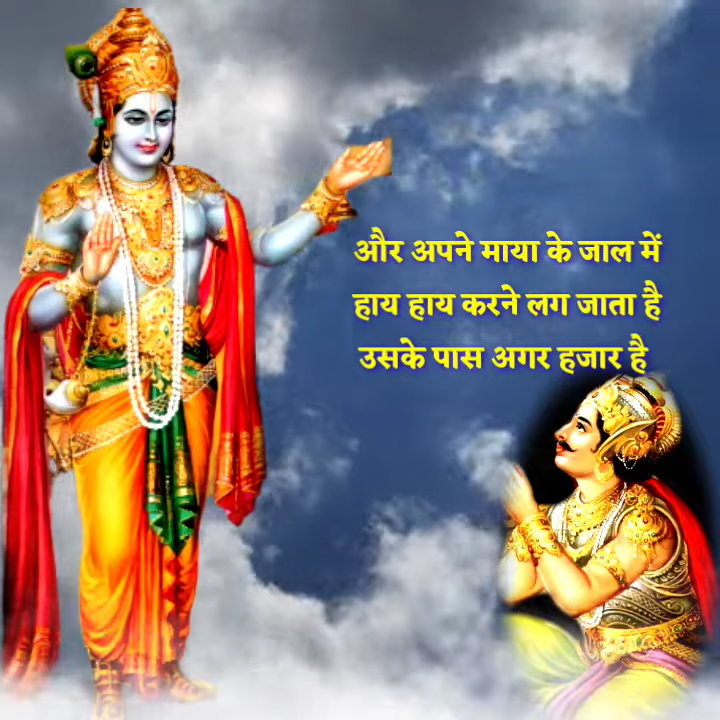 और अपने माया के जाल में
हाय हाय करने लग जाता है
उसके पास अगर हजार है